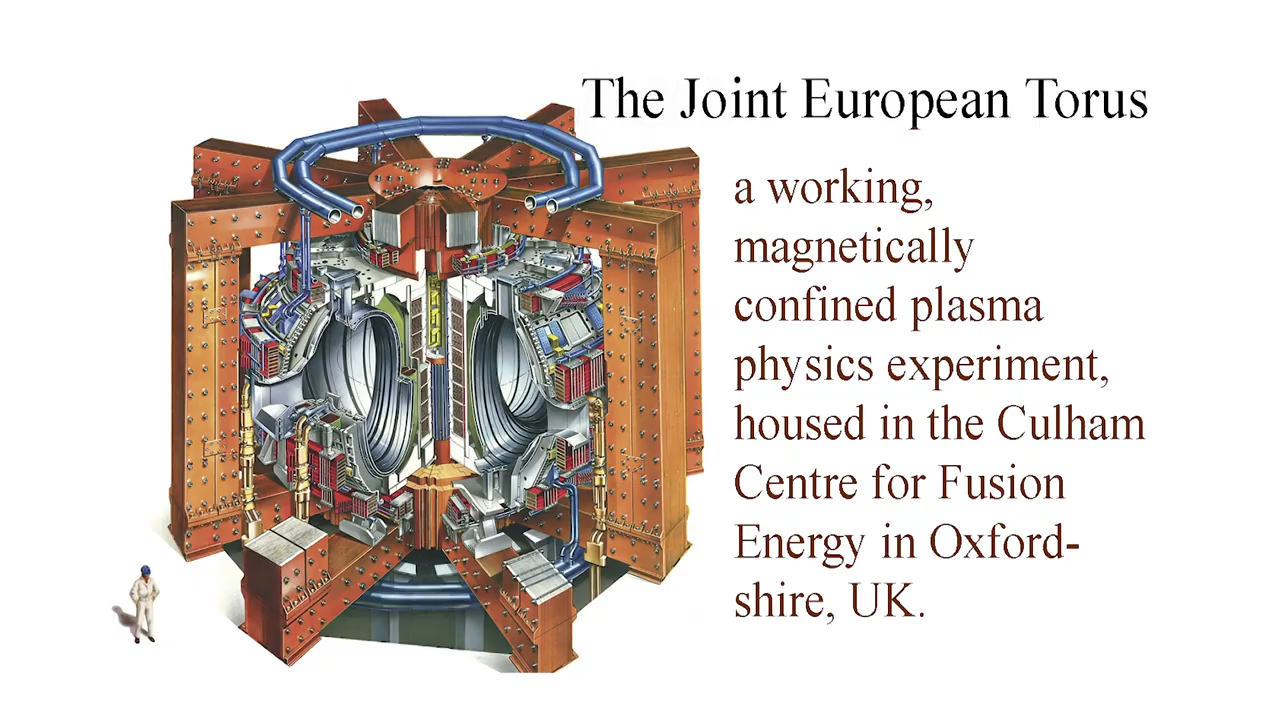 The Joint European Torus
a working,
magnetically
confined plasma
physics experiment,
housed in the Culham
Centre for Fusion
Energy in Oxford-
shire, UK.